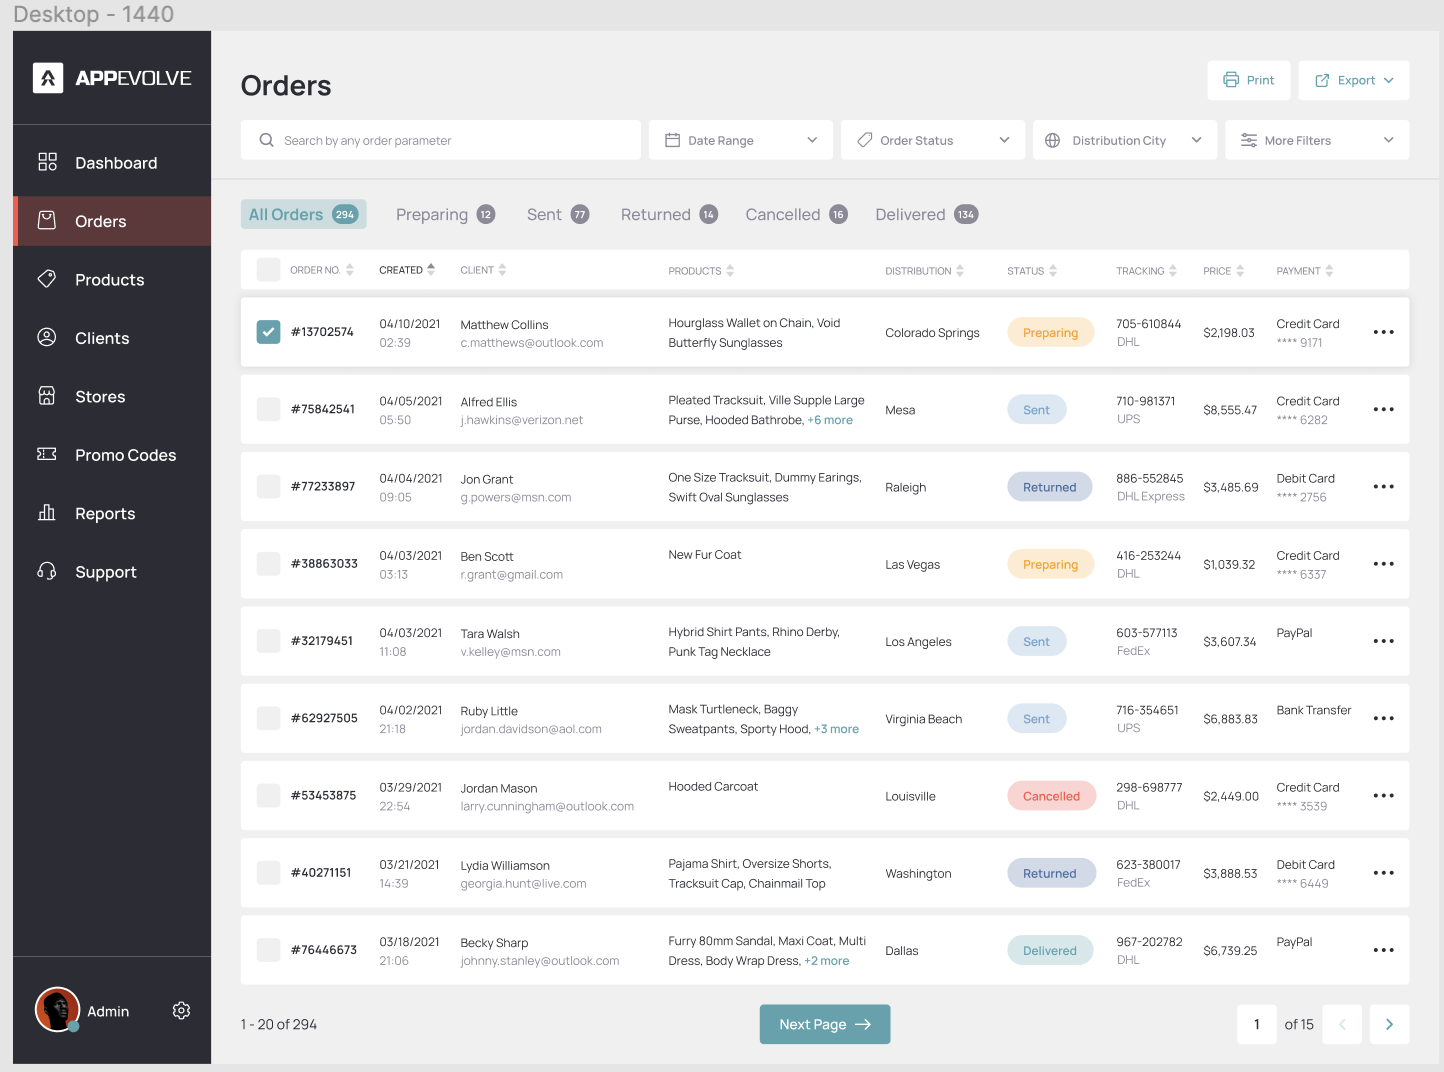 Desktop - 1440
APPEVOLVE
Dashboard
Orders
Products
Clients
Stores
Promo Codes
Reports
Support
Admin
Orders
Print
Export
Search by any order parameter
Date Range
Order Status
Distribution City
More Filters
All Orders 294
Preparing 12
Sent 77
Returned 14
Cancelled 16
Delivered 134
ORDER NO. CREATED CLIENT PRODUCTS DISTRIBUTION STATUS TRACKING PRICE PAYMENT
#13702574
04/10/2021
02:39
Matthew Collins
c.matthews@outlook.com
Hourglass Wallet on Chain, Void
Butterfly Sunglasses
Colorado Springs
Preparing
705-610844
DHL
$2,198.03
Credit Card
**** 9171
#75842541
04/05/2021
05:50
Alfred Ellis
j.hawkins@verizon.net
Pleated Tracksuit, Ville Supple Large
Purse, Hooded Bathrobe, +6 more
Mesa
Sent
710-981371
UPS
$8,555.47
Credit Card
**** 6282
#77233897
04/04/2021
09:05
Jon Grant
g.powers@msn.com
One Size Tracksuit, Dummy Earings,
Swift Oval Sunglasses
Raleigh
Returned
886-552845
DHL Express
$3,485.69
Debit Card
**** 2756
#38863033
04/03/2021
03:13
Ben Scott
r.grant@gmail.com
New Fur Coat
Las Vegas
Preparing
416-253244
DHL
$1,039.32
Credit Card
**** 6337
#32179451
04/03/2021
11:08
Tara Walsh
v.kelley@msn.com
Hybrid Shirt Pants, Rhino Derby,
Punk Tag Necklace
Los Angeles
Sent
603-577113
FedEx
$3,607.34
PayPal
#62927505
04/02/2021
21:18
Ruby Little
jordan.davidson@aol.com
Mask Turtleneck, Baggy
Sweatpants, Sporty Hood, +3 more
Virginia Beach
Sent
716-354651
UPS
$6,883.83
Bank Transfer
#53453875
03/29/2021
22:54
Jordan Mason
larry.cunningham@outlook.com
Hooded Carcoat
Louisville
Cancelled
298-698777
DHL
$2,449.00
Credit Card
**** 3539
#40271151
03/21/2021
14:39
Lydia Williamson
georgia.hunt@live.com
Pajama Shirt, Oversize Shorts,
Tracksuit Cap, Chainmail Top
Washington
Returned
623-380017
FedEx
$3,888.53
Debit Card
**** 6449
#76446673
03/18/2021
21:06
Becky Sharp
johnny.stanley@outlook.com
Furry 80mm Sandal, Maxi Coat, Multi
Dress, Body Wrap Dress, +2 more
Dallas
Delivered
967-202782
DHL
$6,739.25
PayPal
1 - 20 of 294
Next Page
1 of 15